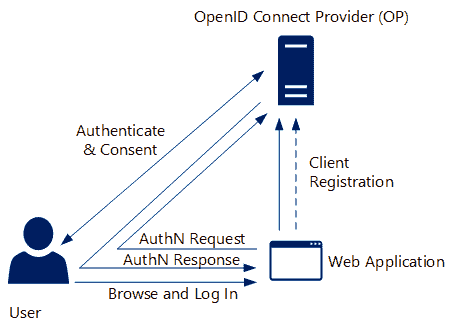 OpenID Connect Provider (OP)
Authenticate
& Consent
Client
Registration
AuthN Request
AuthN Response
Web Application
Browse and Log In
User